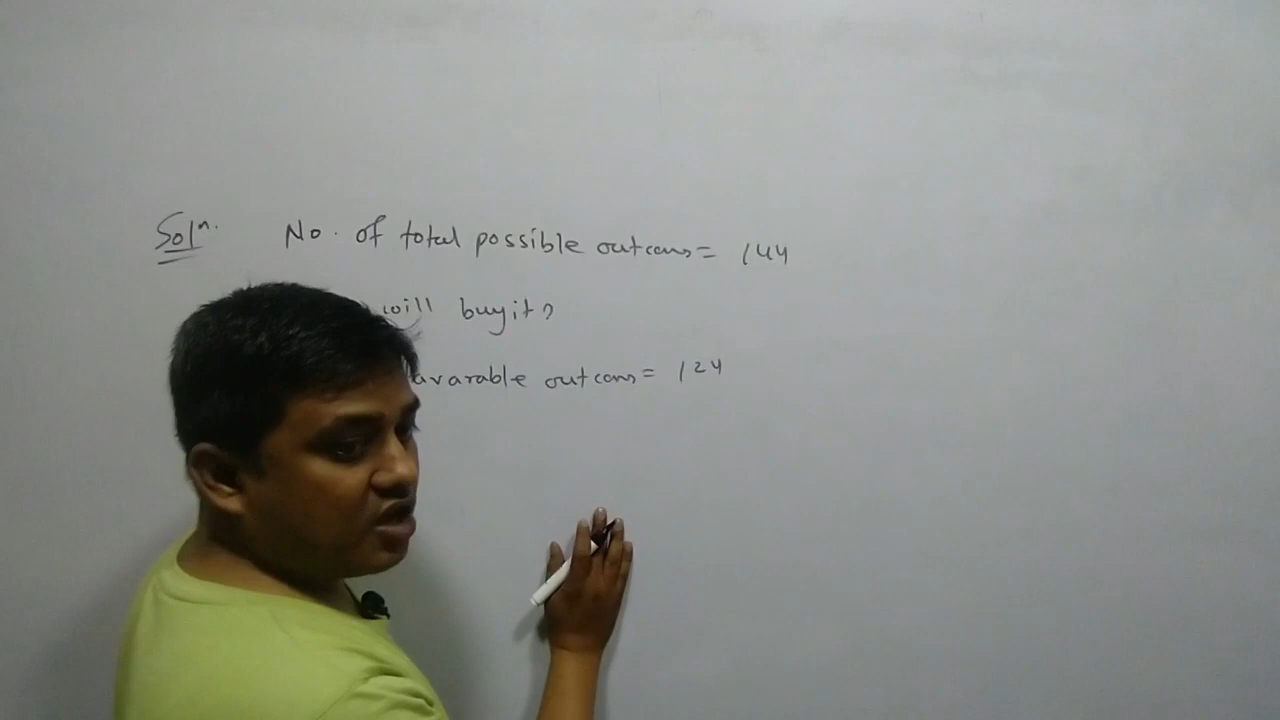 Solⁿ. No. of total possible outcoms = 144
will buy it?
avarable outcoms = 124